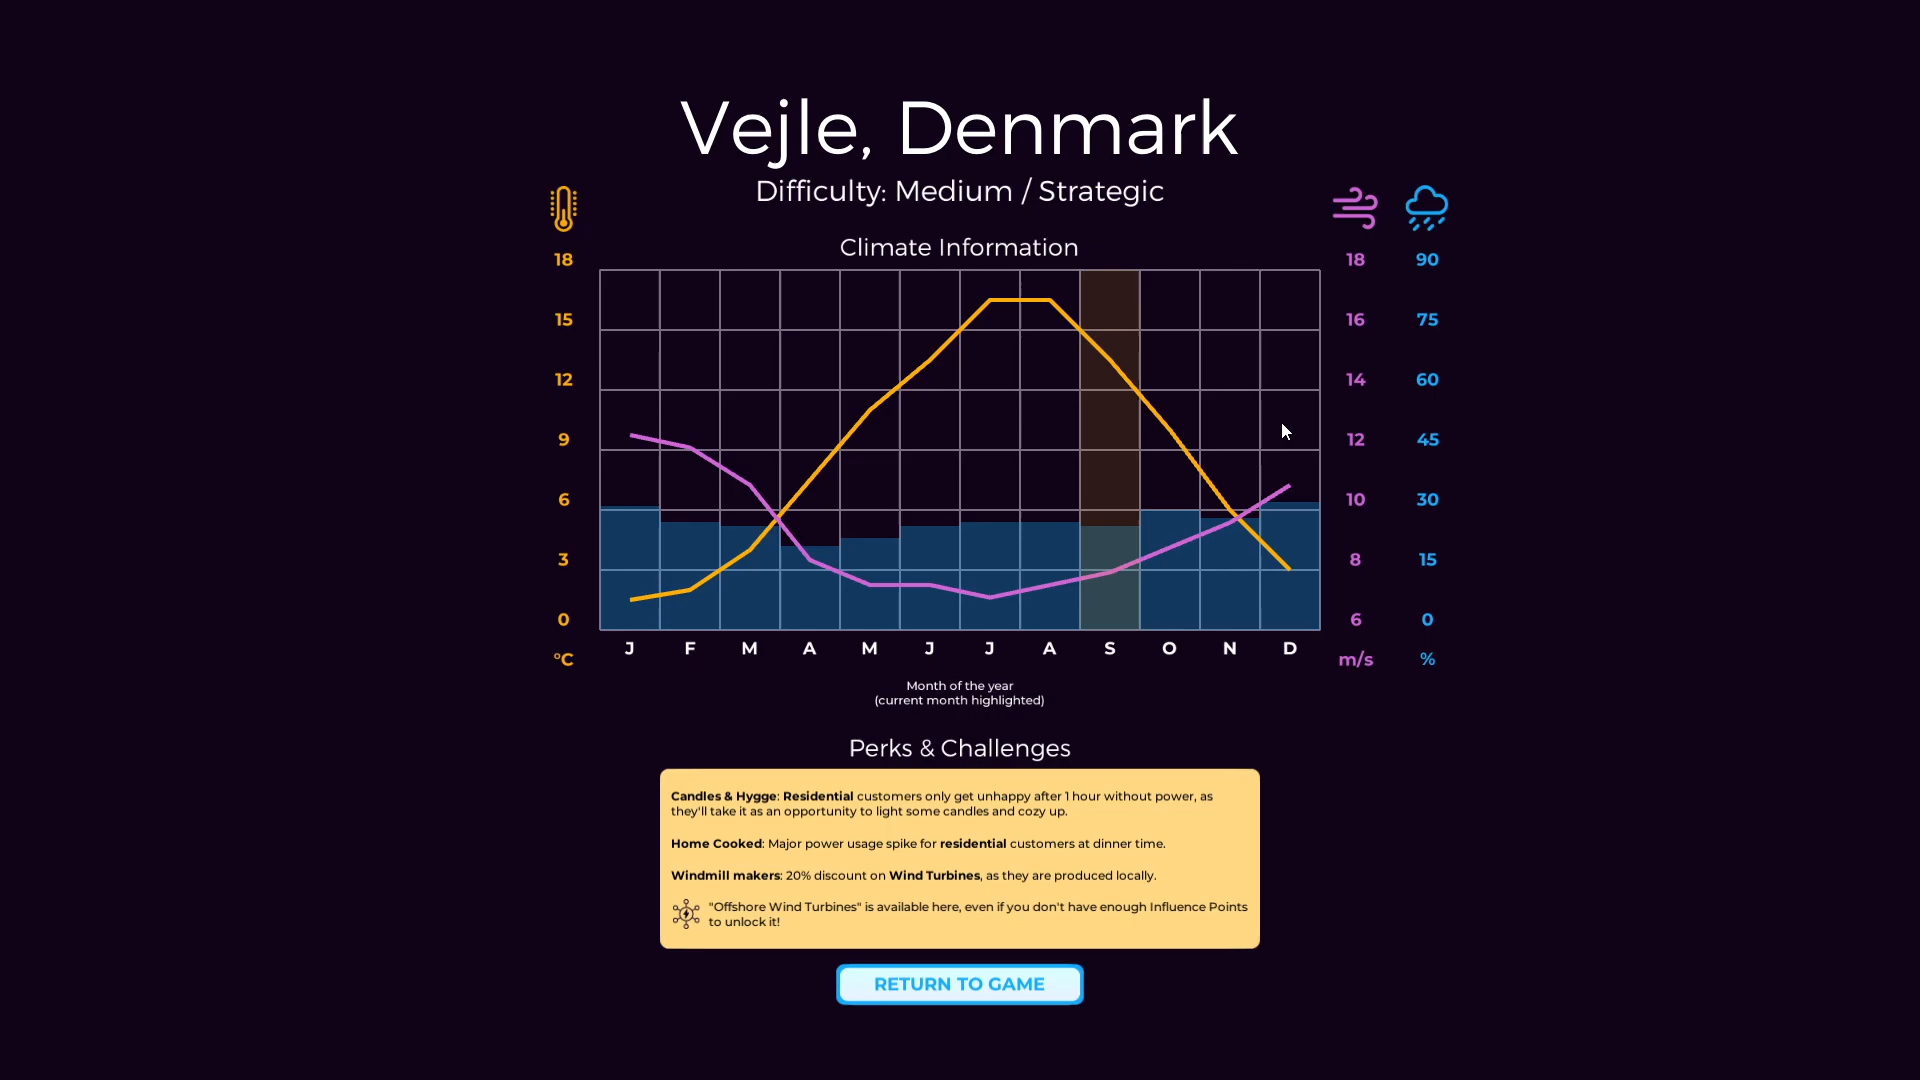 Vejle, Denmark
Difficulty: Medium / Strategic
Climate Information
18
15
12
9
6
3
0
°C
18
16
14
12
10
8
6
m/s
90
75
60
45
30
15
0
%
J F M A M J J A S O N D
Month of the year
(current month highlighted)
Perks & Challenges
Candles & Hygge: Residential customers only get unhappy after 1 hour without power, as
they'll take it as an opportunity to light some candles and cozy up.
Home Cooked: Major power usage spike for residential customers at dinner time.
Windmill makers: 20% discount on Wind Turbines, as they are produced locally.
"Offshore Wind Turbines" is available here, even if you don't have enough Influence Points
to unlock it!
RETURN TO GAME